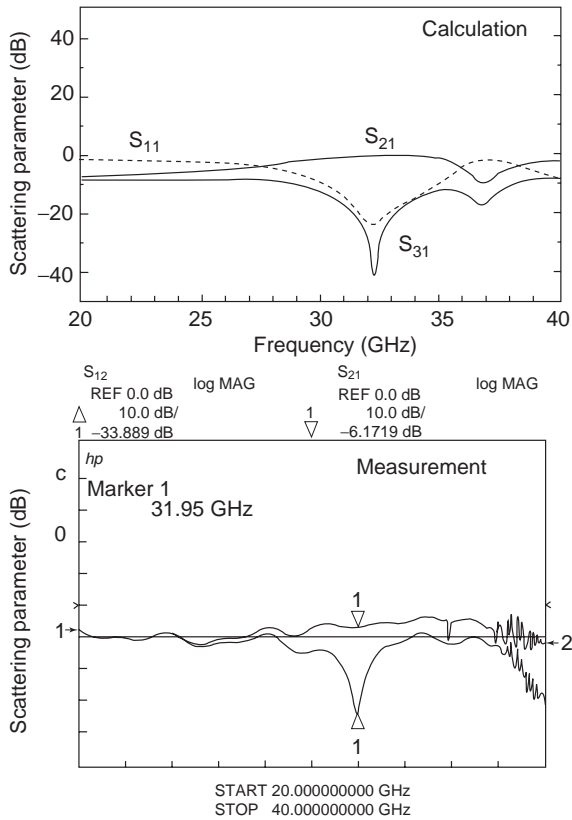 Calculation
Scattering parameter (dB)
40
20
0
−20
−40
S11
S21
S31
20
25
30
35
40
Frequency (GHz)
S12
REF 0.0 dB
10.0 dB/
1 −33.889 dB
log MAG
S21
REF 0.0 dB
10.0 dB/
−6.1719 dB
1
log MAG
hp
Measurement
C
Marker 1
31.95 GHz
0
Scattering parameter (dB)
1
1
2
1
START 20.000000000 GHz
STOP 40.000000000 GHz